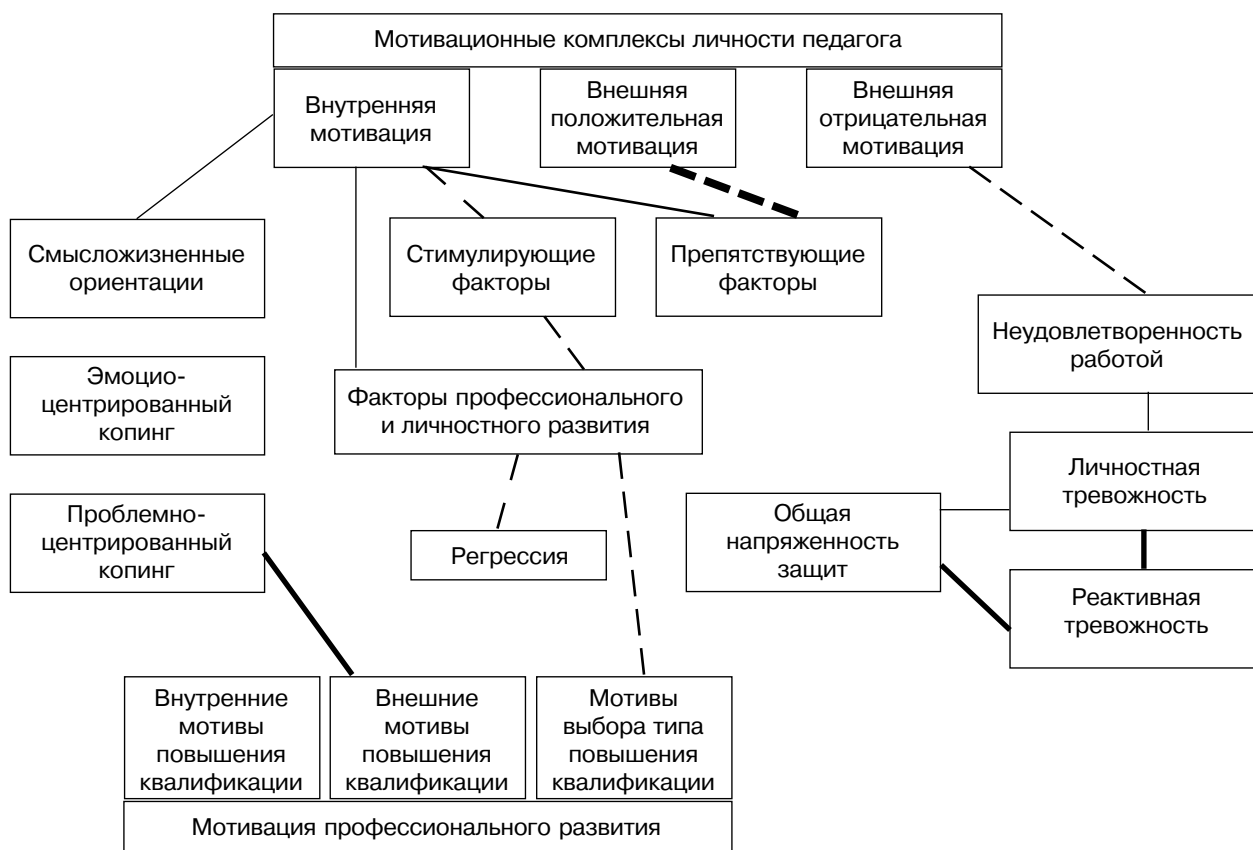 Мотивационные комплексы личности педагога
Внутренняя
мотивация
Внешняя
положительная
мотивация
Внешняя
отрицательная
мотивация
Смысложизненные
ориентации
Стимулирующие
факторы
Препятствующие
факторы
Неудовлетворенность
работой
Эмоцио-
центрированный
копинг
Факторы профессионального
и личностного развития
Личностная
тревожность
Проблемно-
центрированный
копинг
Регрессия
Общая
напряженность
защит
Реактивная
тревожность
Внутренние
мотивы
повышения
квалификации
Внешние
мотивы
повышения
квалификации
Мотивы
выбора типа
повышения
квалификации
Мотивация профессионального развития